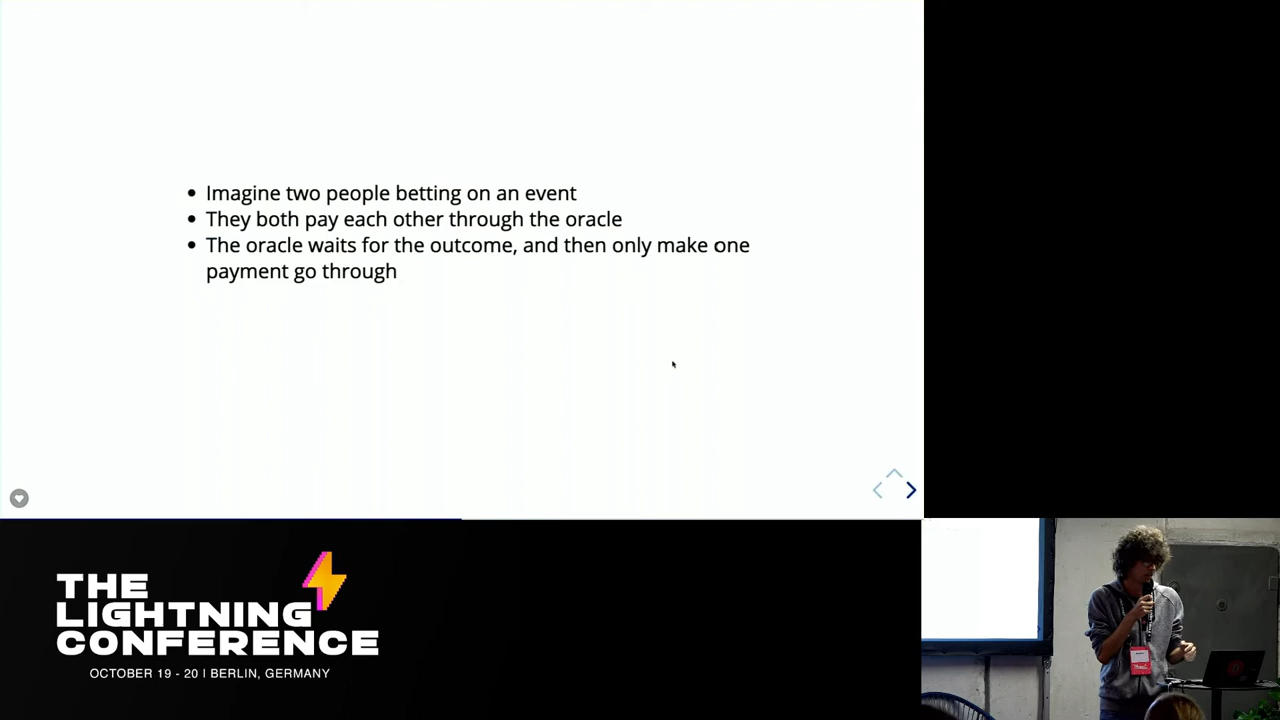 • Imagine two people betting on an event
• They both pay each other through the oracle
• The oracle waits for the outcome, and then only make one
payment go through
THE
LIGHTNING
CONFERENCE
OCTOBER 19 - 20 | BERLIN, GERMANY